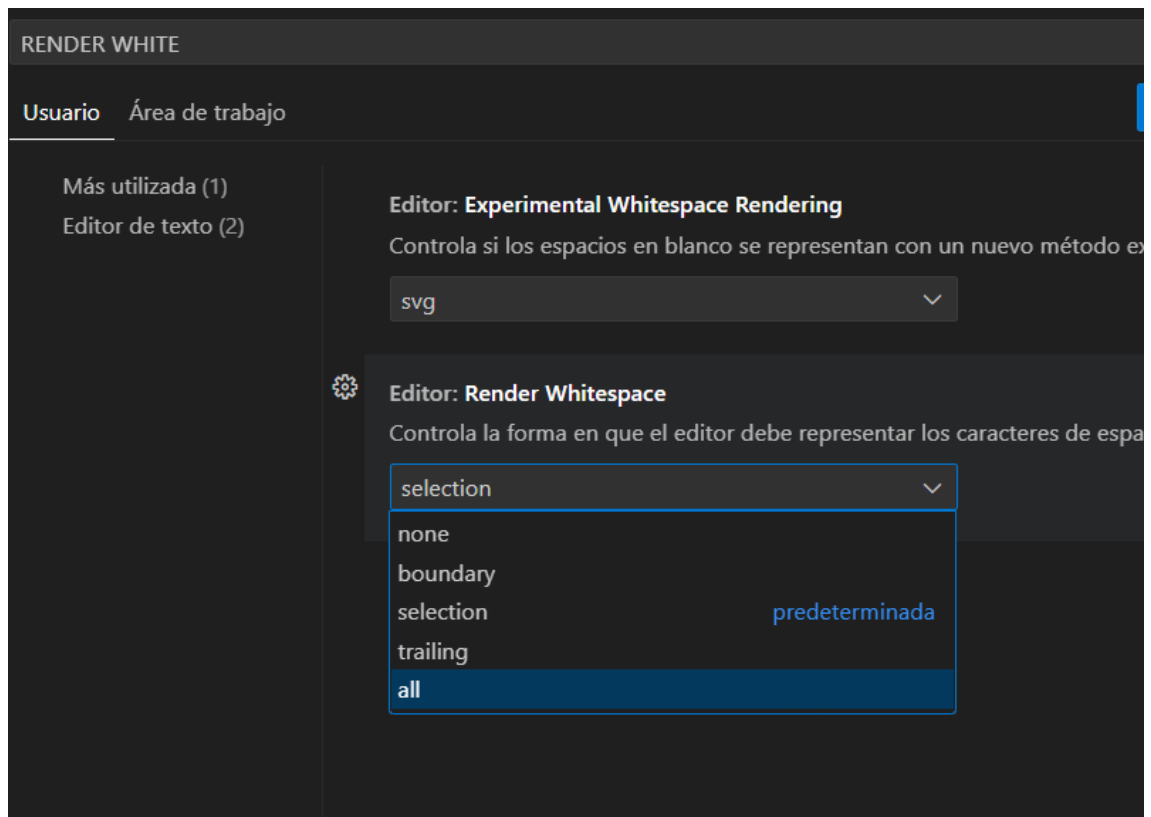 RENDER WHITE
Usuario Área de trabajo
Más utilizada (1)
Editor de texto (2)
Editor: Experimental Whitespace Rendering
Controla si los espacios en blanco se representan con un nuevo método
svg
Editor: Render Whitespace
Controla la forma en que el editor debe representar los caracteres de
selection
none
boundary
selection predeterminada
trailing
all